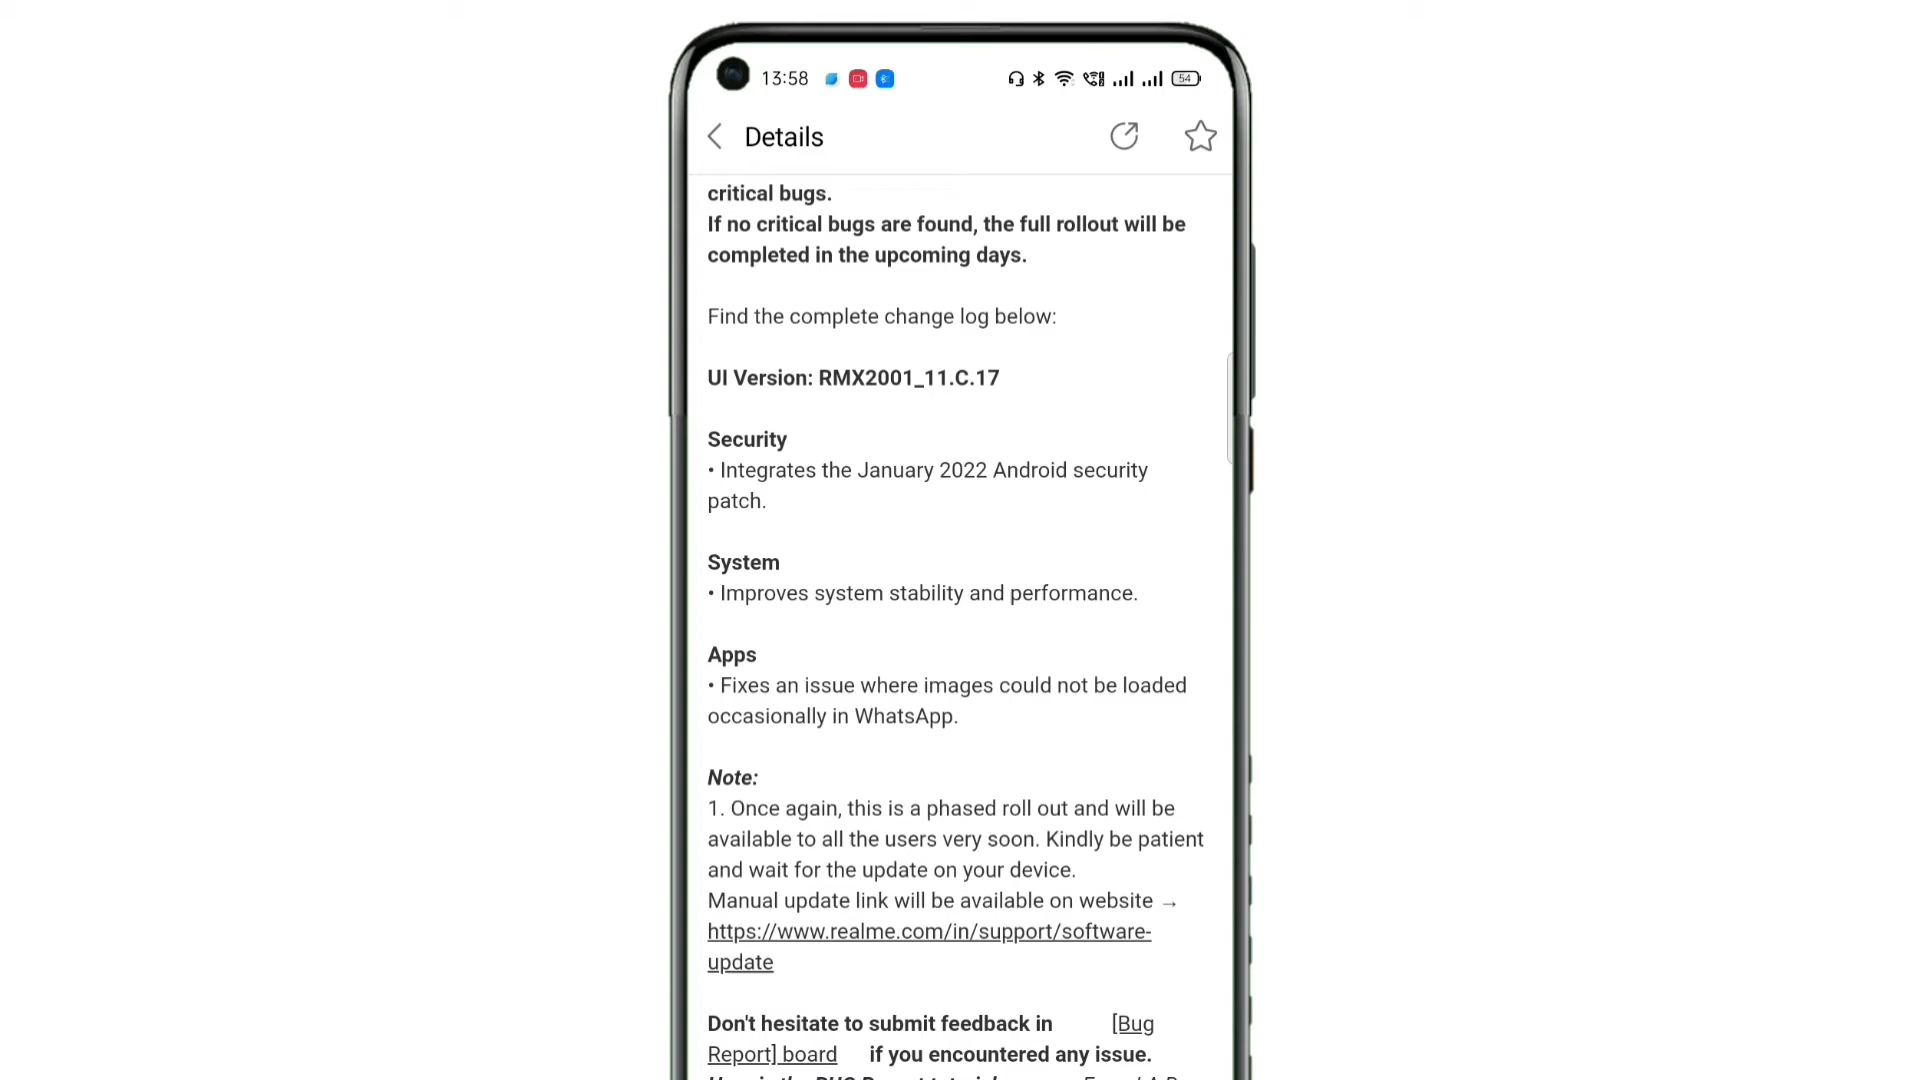 13:58
54
Details
critical bugs.
If no critical bugs are found, the full rollout will be
completed in the upcoming days.
Find the complete change log below:
UI Version: RMX2001_11.C.17
Security
• Integrates the January 2022 Android security
patch.
System
• Improves system stability and performance.
Apps
• Fixes an issue where images could not be loaded
occasionally in WhatsApp.
Note:
1. Once again, this is a phased roll out and will be
available to all the users very soon. Kindly be patient
and wait for the update on your device.
Manual update link will be available on website →
https://www.realme.com/in/support/software-
update
Don't hesitate to submit feedback in [Bug
Report] board if you encountered any issue.